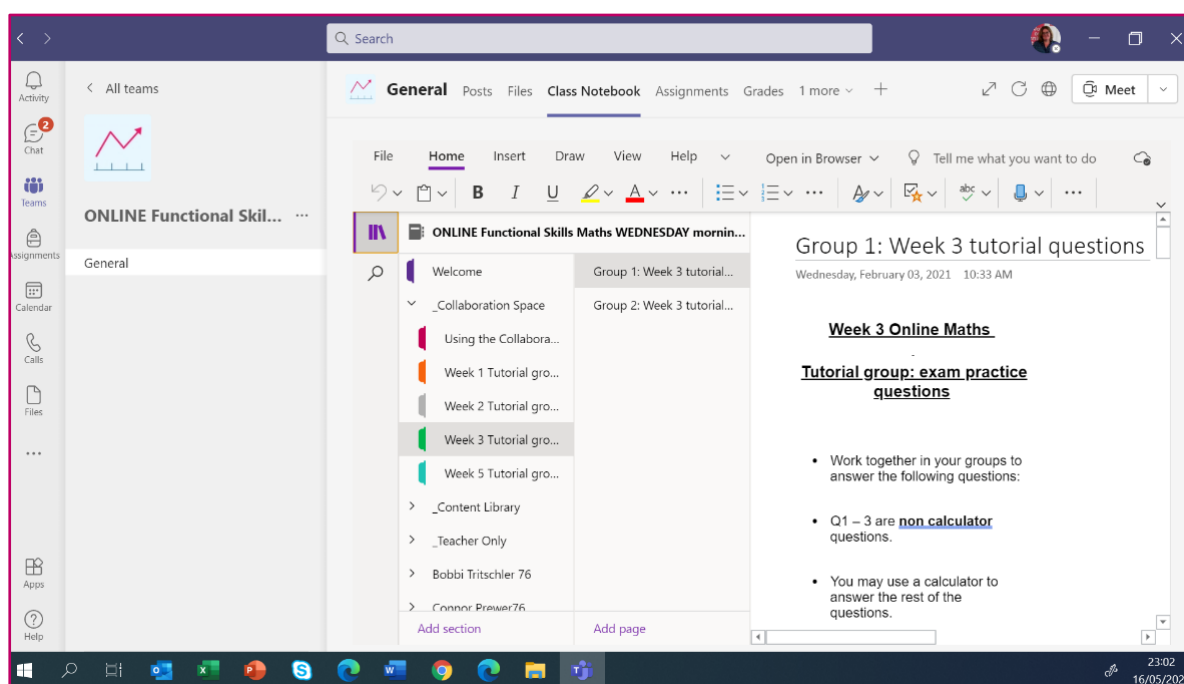 Search
Activity
2
Chat
Teams
ssignments
Calendar
Calls
Files
...
Apps
Help
< All teams
ONLINE Functional Skil... ...
General
General Posts Files Class Notebook Assignments Grades 1 more +
Meet
File Home Insert Draw View Help Open in Browser Tell me what you want to do
B I U A ... ... abc ...
ONLINE Functional Skills Maths WEDNESDAY mornin...
Welcome
_Collaboration Space
Using the Collabora...
Week 1 Tutorial gro...
Week 2 Tutorial gro...
Week 3 Tutorial gro...
Week 5 Tutorial gro...
_Content Library
_Teacher Only
Bobbi Tritschler 76
Connor Prewer76
Add section
Group 1: Week 3 tutorial...
Group 2: Week 3 tutorial...
Add page
Group 1: Week 3 tutorial questions
Wednesday, February 03, 2021 10:33 AM
Week 3 Online Maths
Tutorial group: exam practice
questions
• Work together in your groups to
answer the following questions:
• Q1 – 3 are non calculator
questions.
• You may use a calculator to
answer the rest of the
questions.
23:02
16/05/202